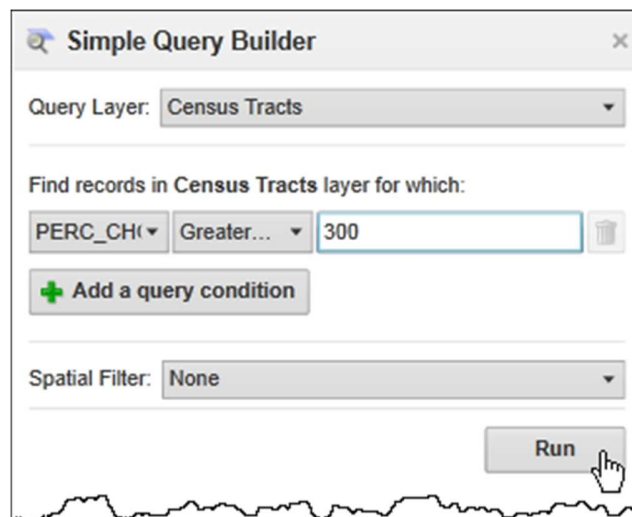 Simple Query Builder
Query Layer: Census Tracts
Find records in Census Tracts layer for which:
PERC_CH( Greater... 300
Add a query condition
Spatial Filter: None
Run